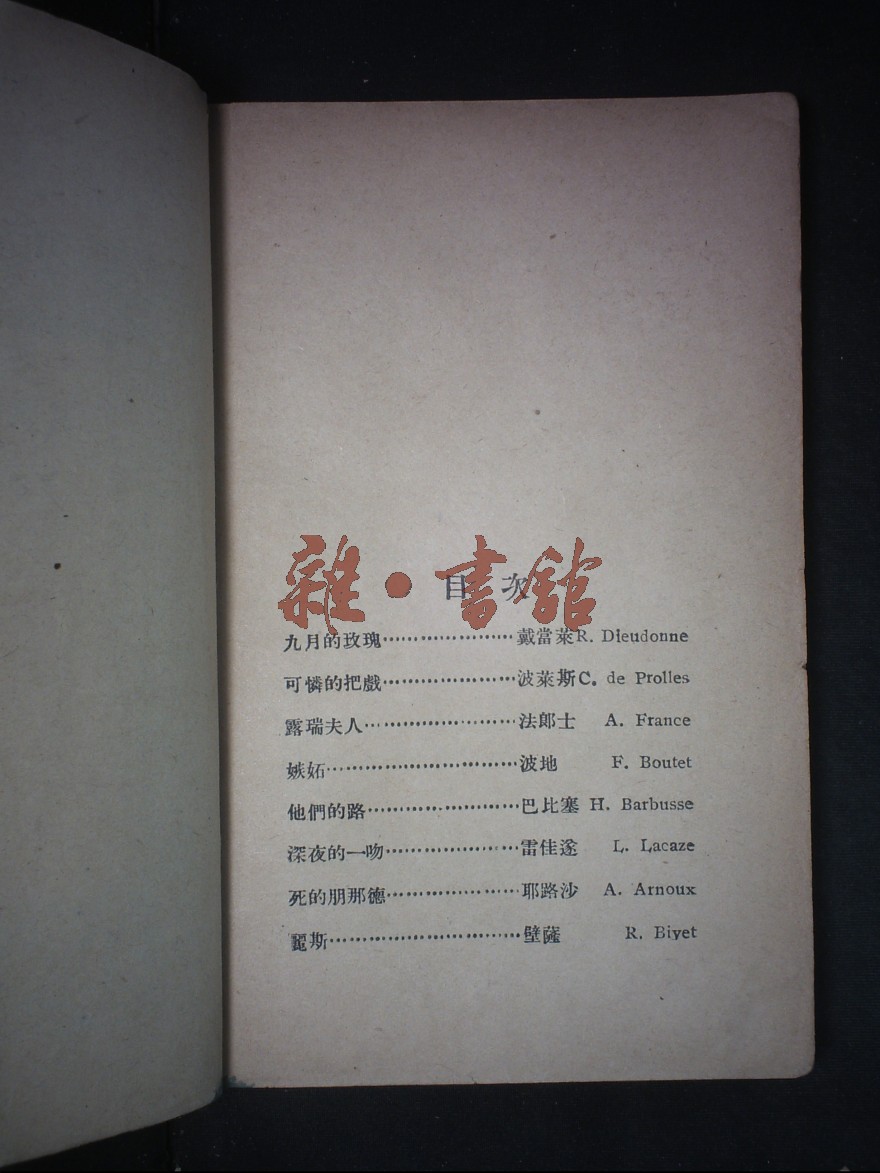 雜·書館
目次
九月的玫瑰……………………戴當萊R. Dieudonne
可憐的把戲……………………波萊斯C. de Prolles
露瑞夫人……………………法郎士 A. France
嫉妬……………………波地 F. Boutet
他們的路……………………巴比塞 H. Barbusse
深夜的一吻……………………雷佳遂 L. Lacaze
死的朋那德……………………耶路沙 A. Arnoux
麗斯……………………壁薩 R. Biyet